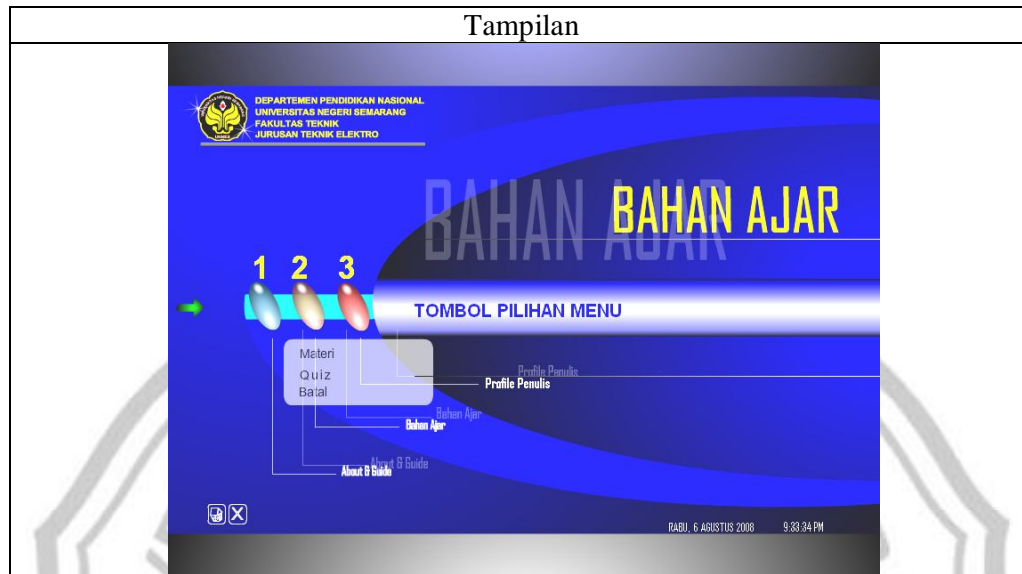 Tampilan
DEPARTEMEN PENDIDIKAN NASIONAL
UNIVERSITAS NEGERI SEMARANG
FAKULTAS TEKNIK
JURUSAN TEKNIK ELEKTRO
BAHAN AJAR
BAHAN AJAR
1 2 3
TOMBOL PILIHAN MENU
Materi
Quiz
Batal
Profile Penulis
Profile Penulis
Bahan Ajar
Bahan Ajar
About & Guide
About & Guide
RABU, 6 AGUSTUS 2008 9:33:34 PM